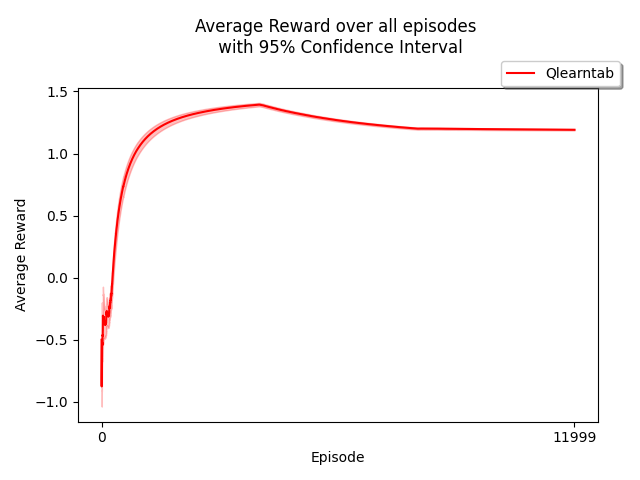 Average Reward over all episodes
with 95% Confidence Interval
Qlearntab
1.5
1.0
0.5
0.0
−0.5
−1.0
Average Reward
0
11999
Episode